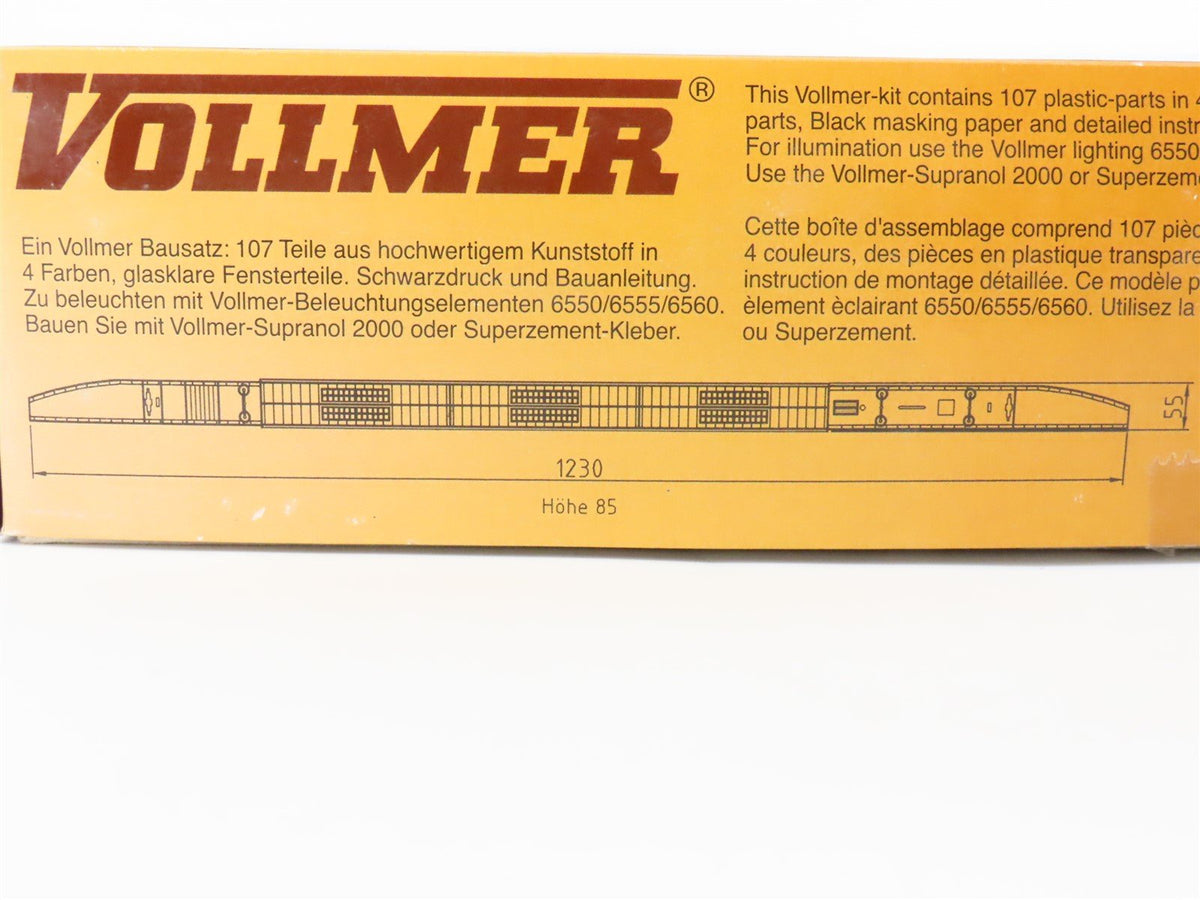 VOLLMER®
Ein Vollmer Bausatz: 107 Teile aus hochwertigem Kunststoff in
4 Farben, glasklare Fensterteile. Schwarzdruck und Bauanleitung.
Zu beleuchten mit Vollmer-Beleuchtungselementen 6550/6555/6560.
Bauen Sie mit Vollmer-Supranol 2000 oder Superzement-Kleber.
This Vollmer-kit contains 107 plastic-parts in 4
parts, Black masking paper and detailed instr
For illumination use the Vollmer lighting 6550
Use the Vollmer-Supranol 2000 or Superzeme
Cette boîte d'assemblage comprend 107 pièc
4 couleurs, des pièces en plastique transpare
instruction de montage détaillée. Ce modèle p
èlement èclairant 6550/6555/6560. Utilisez la
ou Superzement.
55
1230
Höhe 85